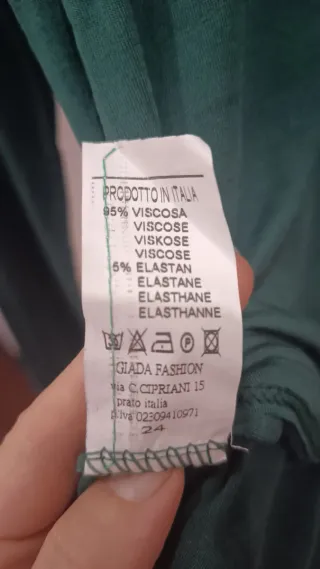 PRODOTTO IN ITALIA
95% VISCOSA
VISCOSE
VISKOSE
VISCOSE
5% ELASTAN
ELASTANE
ELASTHANE
ELASTHANNE
P
GIADA FASHION
via C.CIPRIANI 15
prato italia
p.iva 02309410971
24